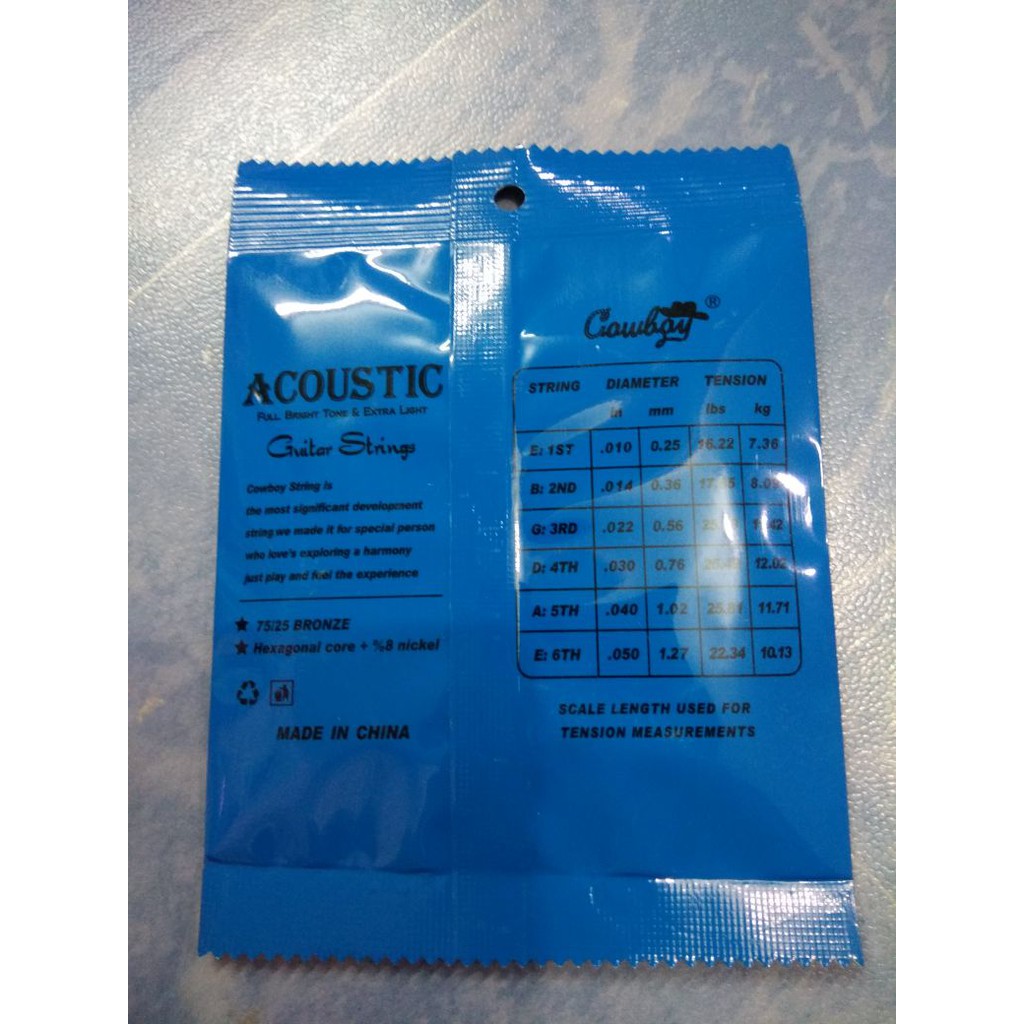 ACOUSTIC
FULL BRIGHT TONE & EXTRA LIGHT
Guitar Strings
Cowboy String is
the most significant development
string.we made it for special person
who love's exploring a harmony
just play and feel the experience
75/25 BRONZE
Hexagonal core + %8 nickel
MADE IN CHINA
Cowboy ®
STRING DIAMETER TENSION
in mm lbs kg
E: 1ST .010 0.25 16.22 7.36
B: 2ND .014 0.36
G: 3RD .022 0.56
D: 4TH .030 0.76 12.02
A: 5TH .040 1.02 25.81 11.71
E: 6TH .050 1.27 22.34 10.13
SCALE LENGTH USED FOR
TENSION MEASUREMENTS